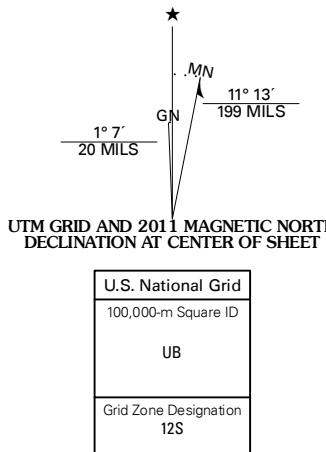 ★
MN
11° 13´
199 MILS
GN
1° 7´
20 MILS
UTM GRID AND 2011 MAGNETIC NORTH
DECLINATION AT CENTER OF SHEET
U.S. National Grid
100,000-m Square ID
UB
Grid Zone Designation
12S